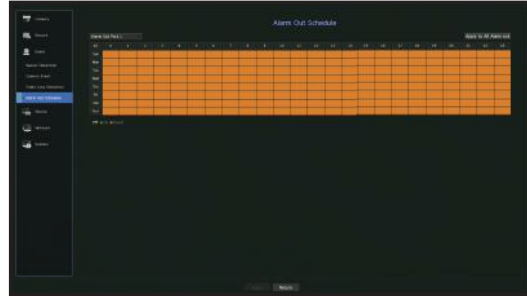 Alarm Out Schedule
Camera
Record
Event
Sensor Detection
Camera Event
Video Loss Detection
Alarm Out Schedule
Device
Network
System
Alarm Out Port 1
Apply to All Alarm out
All 0 1 2 3 4 5 6 7 8 9 10 11 12 13 14 15 16 17 18 19 20 21 22 23
Sun
Mon
Tue
Wed
Thu
Fri
Sat
Return